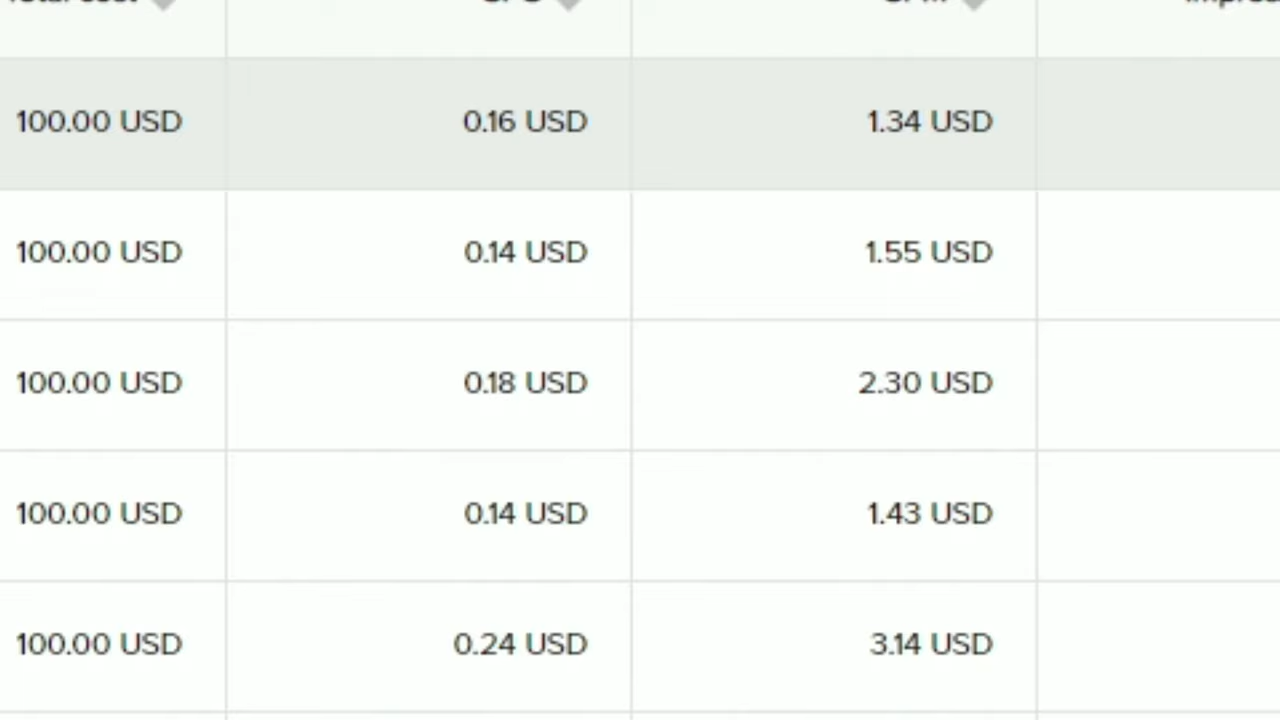 100.00 USD 0.16 USD 1.34 USD
100.00 USD 0.14 USD 1.55 USD
100.00 USD 0.18 USD 2.30 USD
100.00 USD 0.14 USD 1.43 USD
100.00 USD 0.24 USD 3.14 USD